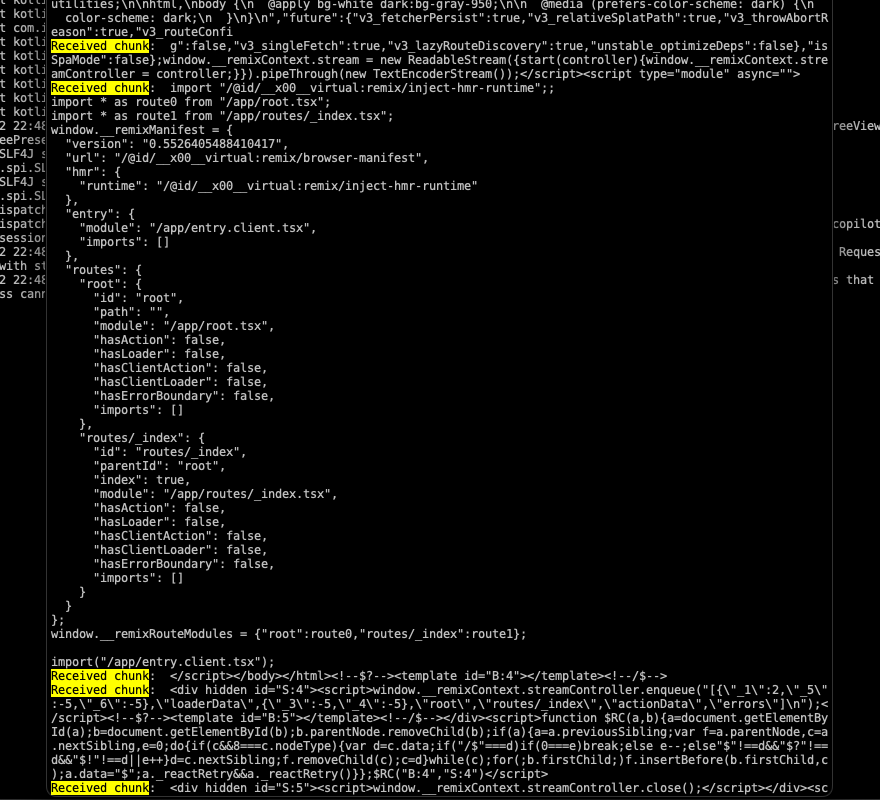 utilities;\n\nhtml,\nbody {\n  @apply bg-white dark:bg-gray-950;\n\n  @media (prefers-color-scheme: dark) {\n
  color-scheme: dark;\n  }\n}\n","future":{"v3_fetcherPersist":true,"v3_relativeSplatPath":true,"v3_throwAbortR
eason":true,"v3_routeConfi
Received chunk:  g":false,"v3_singleFetch":true,"v3_lazyRouteDiscovery":true,"unstable_optimizeDeps":false},"is
SpaMode":false};window.__remixContext.stream = new ReadableStream({start(controller){window.__remixContext.stre
amController = controller;}}).pipeThrough(new TextEncoderStream());</script><script type="module" async="">
Received chunk:  import "/@id/__x00__virtual:remix/inject-hmr-runtime";;
import * as route0 from "/app/root.tsx";
import * as route1 from "/app/routes/_index.tsx";
window.__remixManifest = {
  "version": "0.5526405488410417",
  "url": "/@id/__x00__virtual:remix/browser-manifest",
  "hmr": {
    "runtime": "/@id/__x00__virtual:remix/inject-hmr-runtime"
  },
  "entry": {
    "module": "/app/entry.client.tsx",
    "imports": []
  },
  "routes": {
    "root": {
      "id": "root",
      "path": "",
      "module": "/app/root.tsx",
      "hasAction": false,
      "hasLoader": false,
      "hasClientAction": false,
      "hasClientLoader": false,
      "hasErrorBoundary": false,
      "imports": []
    },
    "routes/_index": {
      "id": "routes/_index",
      "parentId": "root",
      "index": true,
      "module": "/app/routes/_index.tsx",
      "hasAction": false,
      "hasLoader": false,
      "hasClientAction": false,
      "hasClientLoader": false,
      "hasErrorBoundary": false,
      "imports": []
    }
  }
};
window.__remixRouteModules = {"root":route0,"routes/_index":route1};

import("/app/entry.client.tsx");
Received chunk:  </script></body></html><!--$?--><template id="B:4"></template><!--/$-->
Received chunk:  <div hidden id="S:4"><script>window.__remixContext.streamController.enqueue("[{\"_1\":2,\"_5\"
:-5,\"_6\":-5},\"loaderData\",{\"_3\":-5,\"_4\":-5},\"root\",\"routes/_index\",\"actionData\",\"errors\"]\n");<
/script><!--$?--><template id="B:5"></template><!--/$--></div><script>function $RC(a,b){a=document.getElementBy
Id(a);b=document.getElementById(b);b.parentNode.removeChild(b);if(a){a=a.previousSibling;var f=a.parentNode,c=a
.nextSibling,e=0;do{if(c&&8===c.nodeType){var d=c.data;if("/$"===d)if(0===e)break;else e--;else"$"!==d&&"$?"!==
d&&"$!"!==d||e++}d=c.nextSibling;f.removeChild(c);c=d}while(c);for(;b.firstChild;)f.insertBefore(b.firstChild,c
);a.data="$";a._reactRetry&&a._reactRetry()}};$RC("B:4","S:4")</script>
Received chunk:  <div hidden id="S:5"><script>window.__remixContext.streamController.close();</script></div><sc